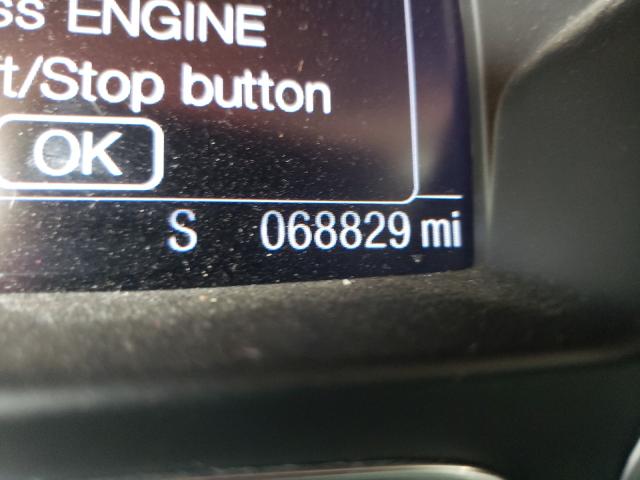 ss ENGINE
t/Stop button
OK
S 068829 mi